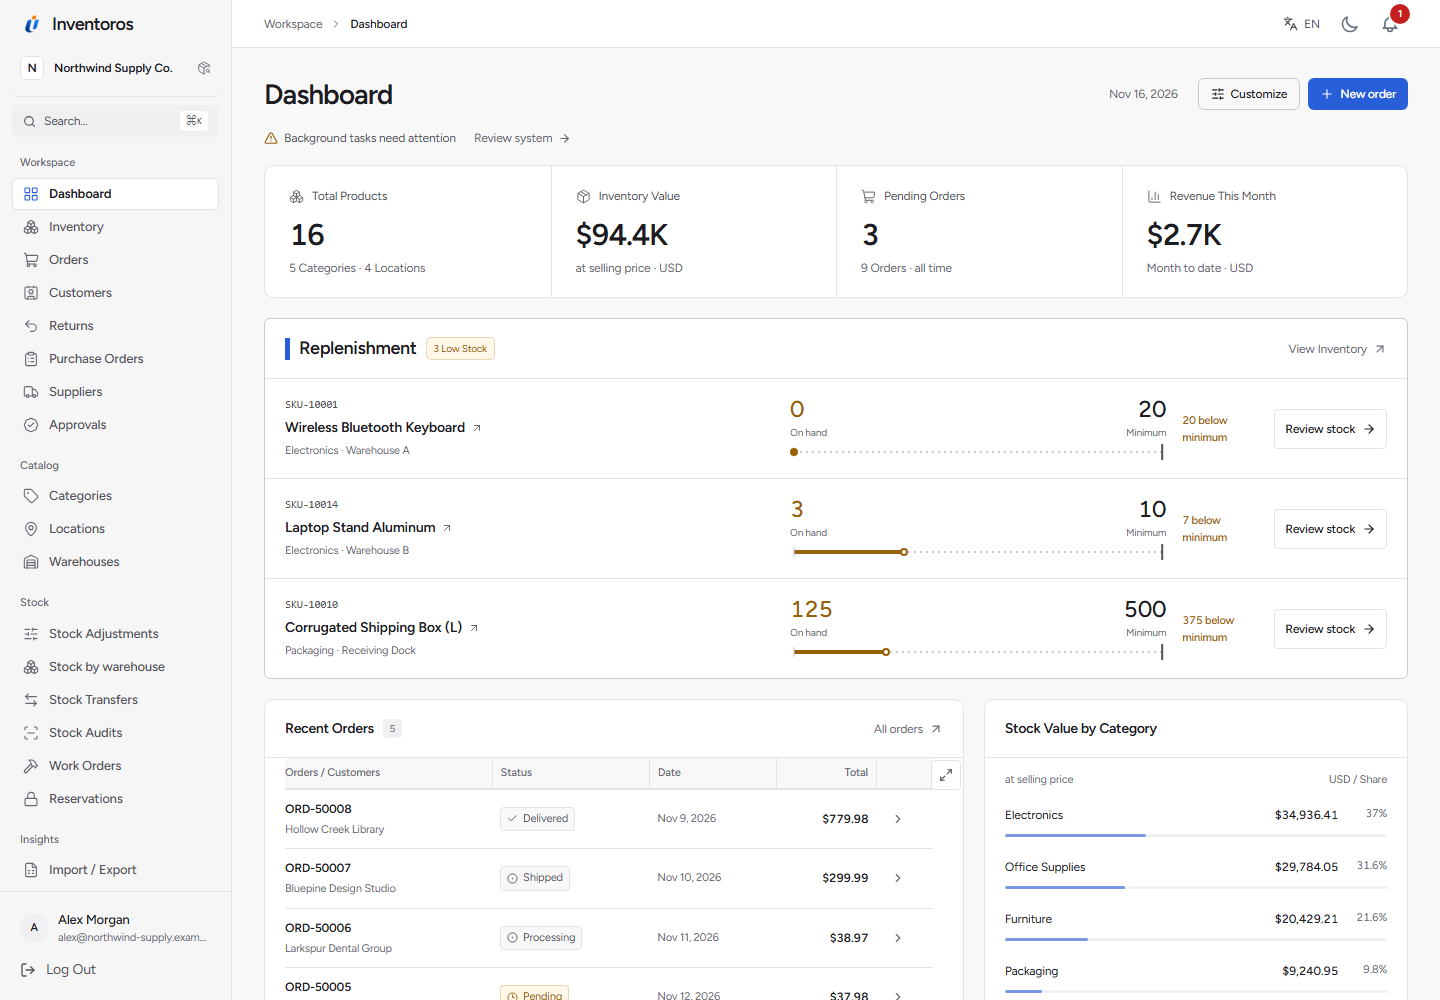 Inventoros
N Northwind Supply Co.
Search... ⌘K
Workspace
Dashboard
Inventory
Orders
Customers
Returns
Purchase Orders
Suppliers
Approvals
Catalog
Categories
Locations
Warehouses
Stock
Stock Adjustments
Stock by warehouse
Stock Transfers
Stock Audits
Work Orders
Reservations
Insights
Import / Export
A Alex Morgan
alex@northwind-supply.exam...
Log Out
Workspace > Dashboard
EN 1
Dashboard
Nov 16, 2026 Customize + New order
Background tasks need attention Review system →
Total Products
16
5 Categories · 4 Locations
Inventory Value
$94.4K
at selling price · USD
Pending Orders
3
9 Orders · all time
Revenue This Month
$2.7K
Month to date · USD
Replenishment 3 Low Stock View Inventory
SKU-10001
Wireless Bluetooth Keyboard
Electronics · Warehouse A
0 20
On hand Minimum
20 below
minimum
Review stock →
SKU-10014
Laptop Stand Aluminum
Electronics · Warehouse B
3 10
On hand Minimum
7 below
minimum
Review stock →
SKU-10010
Corrugated Shipping Box (L)
Packaging · Receiving Dock
125 500
On hand Minimum
375 below
minimum
Review stock →
Recent Orders 5 All orders
Orders / Customers Status Date Total
ORD-50008
Hollow Creek Library
Delivered Nov 9, 2026 $779.98
ORD-50007
Bluepine Design Studio
Shipped Nov 10, 2026 $299.99
ORD-50006
Larkspur Dental Group
Processing Nov 11, 2026 $38.97
ORD-50005
Pending Nov 12, 2026 $37.98
Stock Value by Category
at selling price USD / Share
Electronics $34,936.41 37%
Office Supplies $29,784.05 31.6%
Furniture $20,429.21 21.6%
Packaging $9,240.95 9.8%